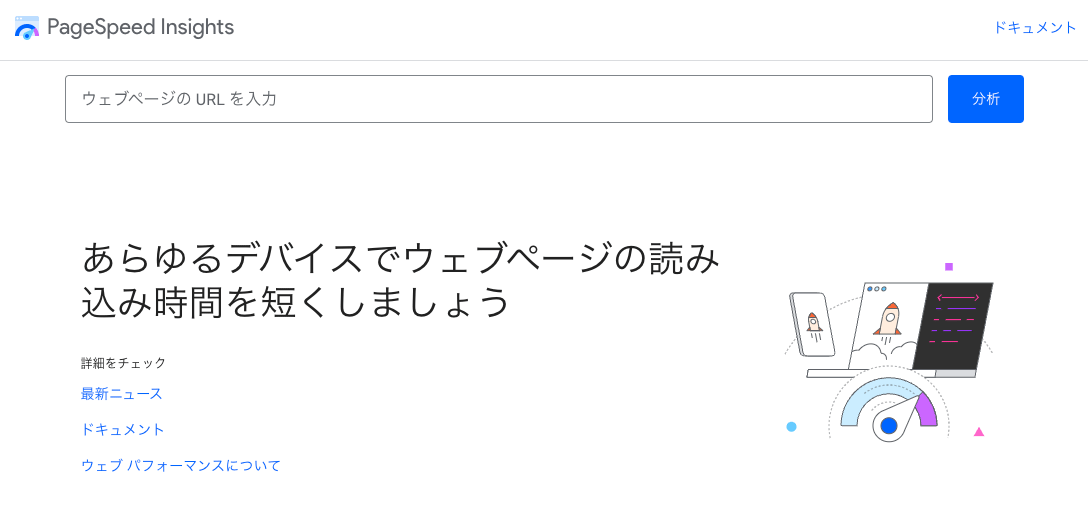 PageSpeed Insights
ドキュメント
ウェブページの URL を入力
分析
あらゆるデバイスでウェブページの読み
込み時間を短くしましょう
詳細をチェック
最新ニュース
ドキュメント
ウェブ パフォーマンスについて